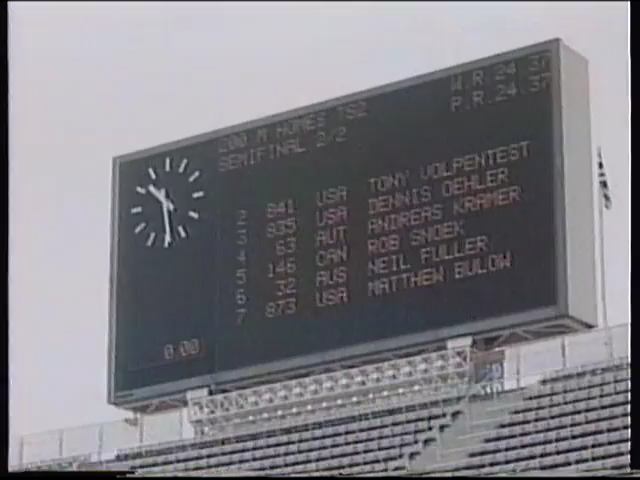 200 M HOMES TS2 W.R.24.37
SEMIFINAL 2/2 P.R.24.37
2 841 USA TONY VOLPENTEST
3 835 USA DENNIS OEHLER
4 63 AUT ANDREAS KRAMER
5 146 CAN ROB SNOEK
6 32 AUS NEIL FULLER
7 873 USA MATTHEW BULOW
0.00